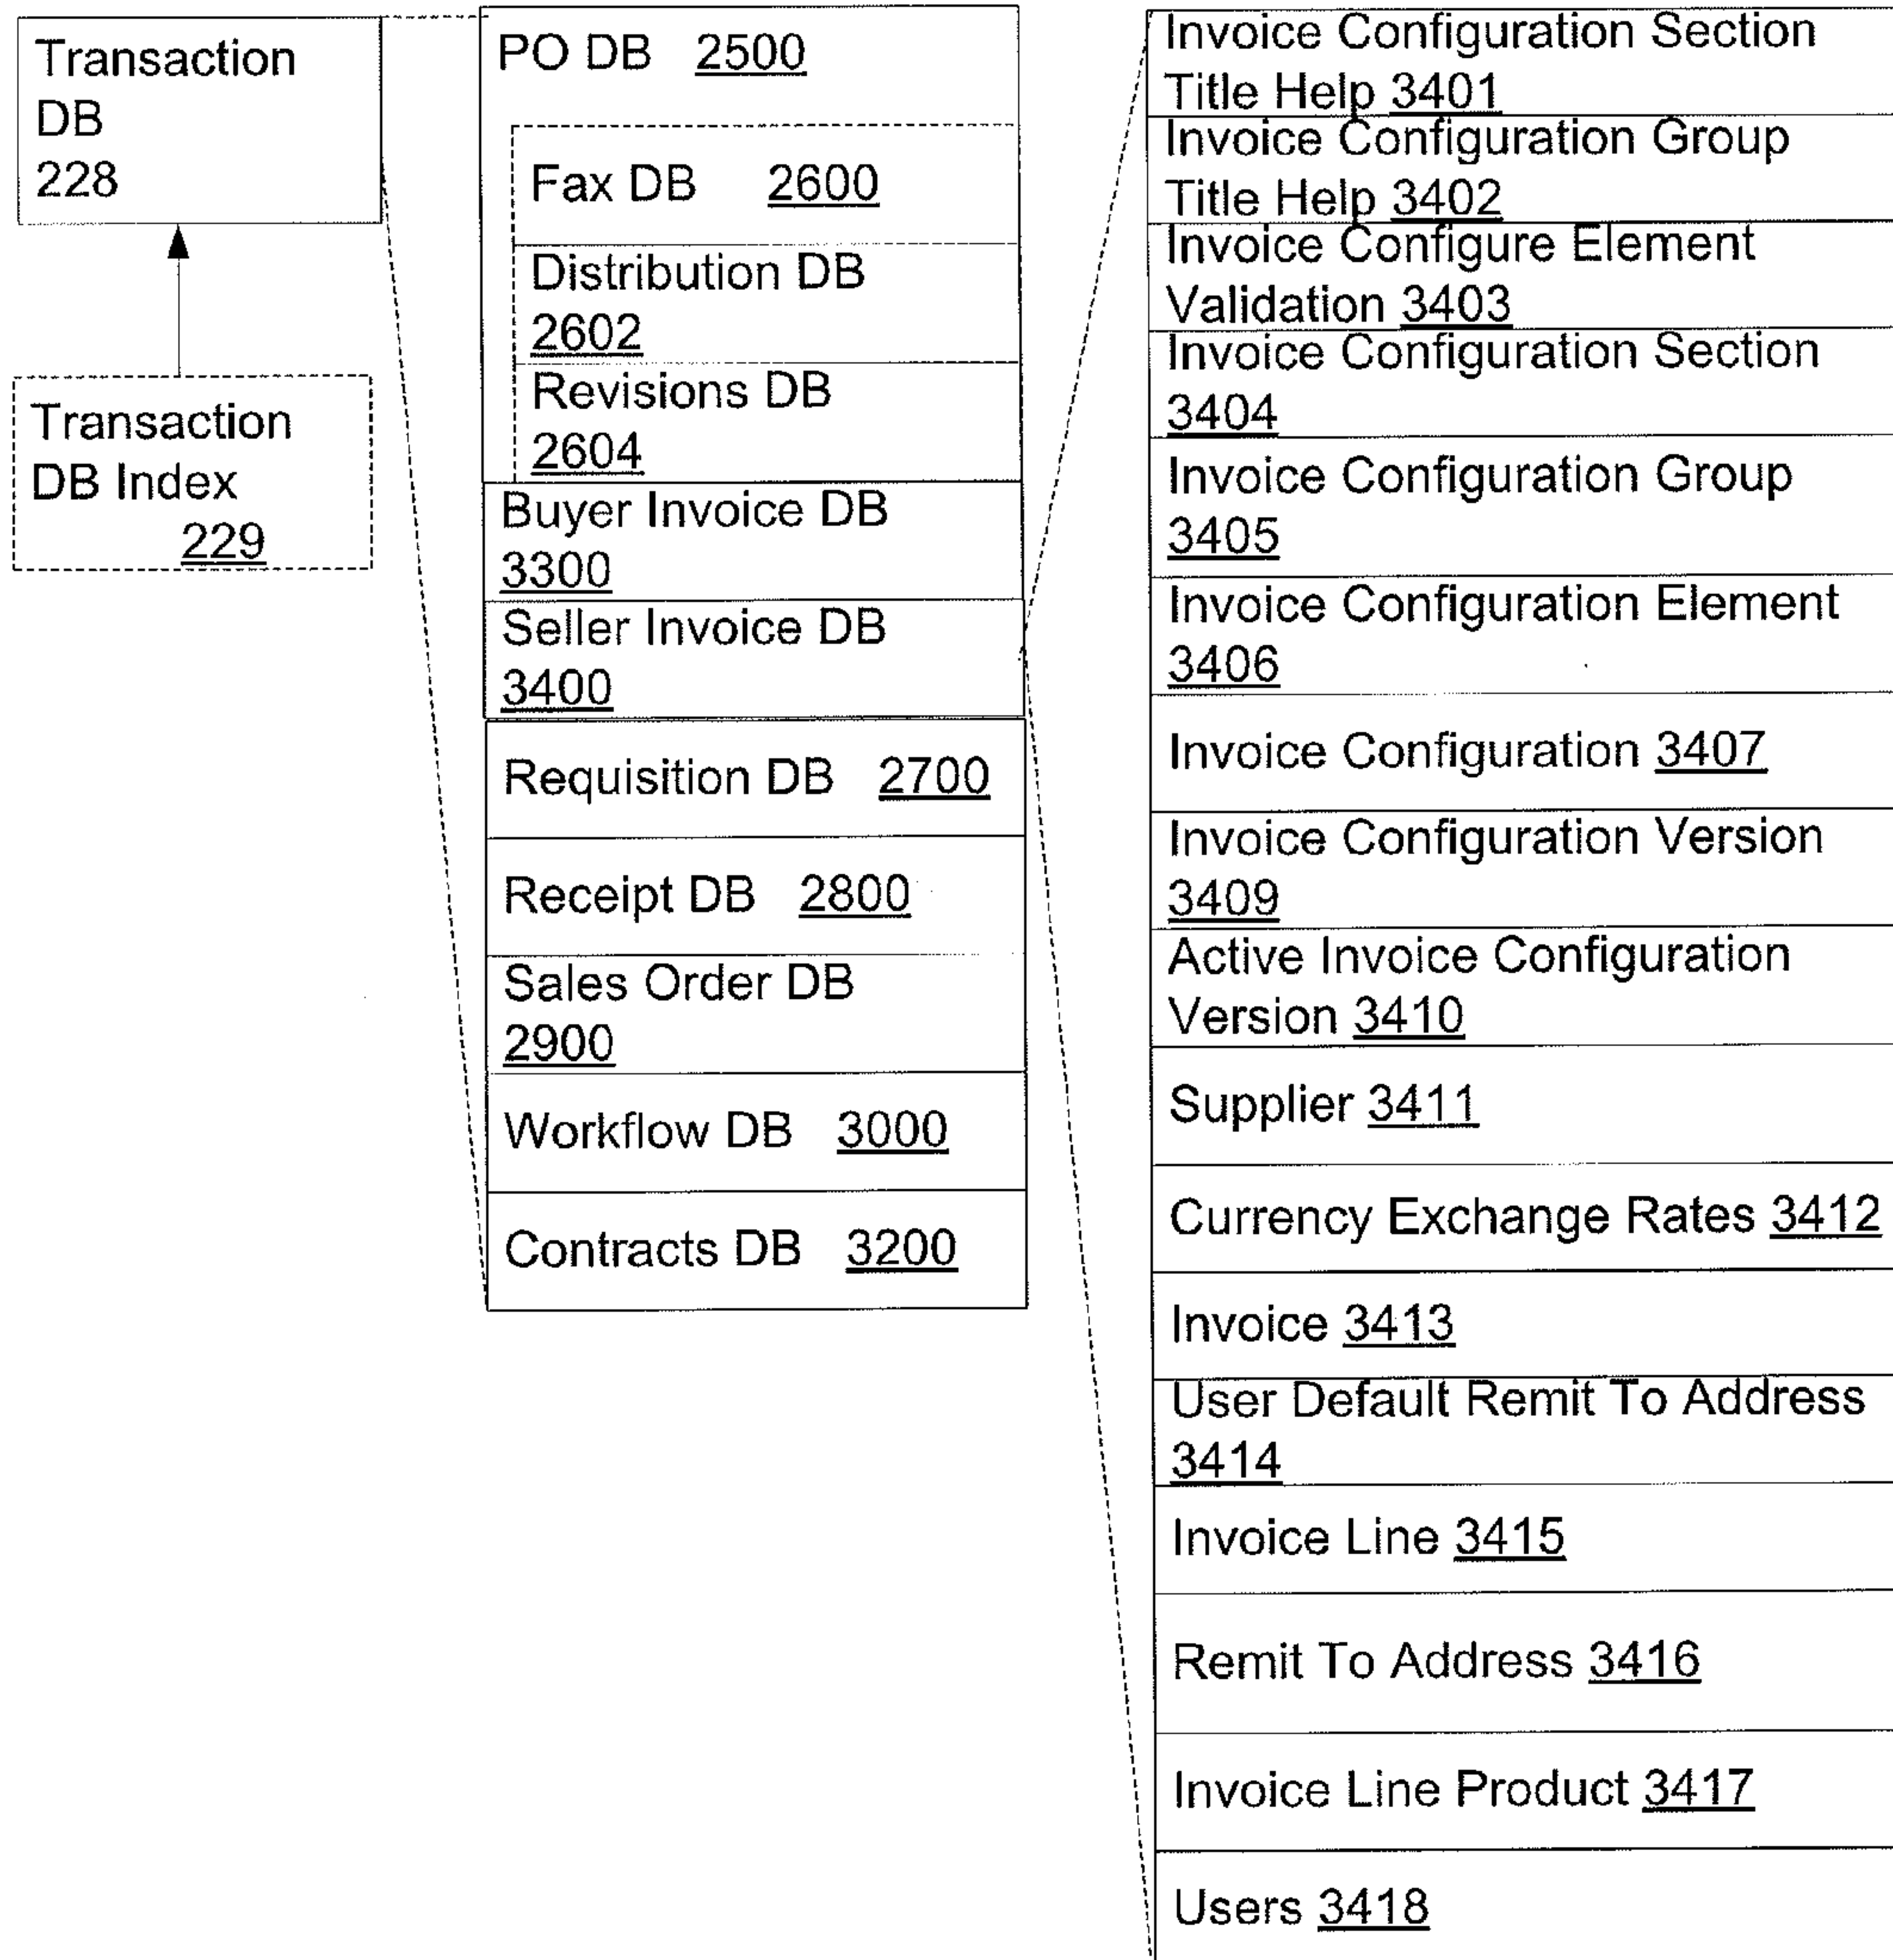 Transaction
DB
228
Transaction
DB Index
229
PO DB 2500
Fax DB 2600
Distribution DB
2602
Revisions DB
2604
Buyer Invoice DB
3300
Seller Invoice DB
3400
Requisition DB 2700
Receipt DB 2800
Sales Order DB
2900
Workflow DB 3000
Contracts DB 3200
Invoice Configuration Section
Title Help 3401
Invoice Configuration Group
Title Help 3402
Invoice Configure Element
Validation 3403
Invoice Configuration Section
3404
Invoice Configuration Group
3405
Invoice Configuration Element
3406
Invoice Configuration 3407
Invoice Configuration Version
3409
Active Invoice Configuration
Version 3410
Supplier 3411
Currency Exchange Rates 3412
Invoice 3413
User Default Remit To Address
3414
Invoice Line 3415
Remit To Address 3416
Invoice Line Product 3417
Users 3418